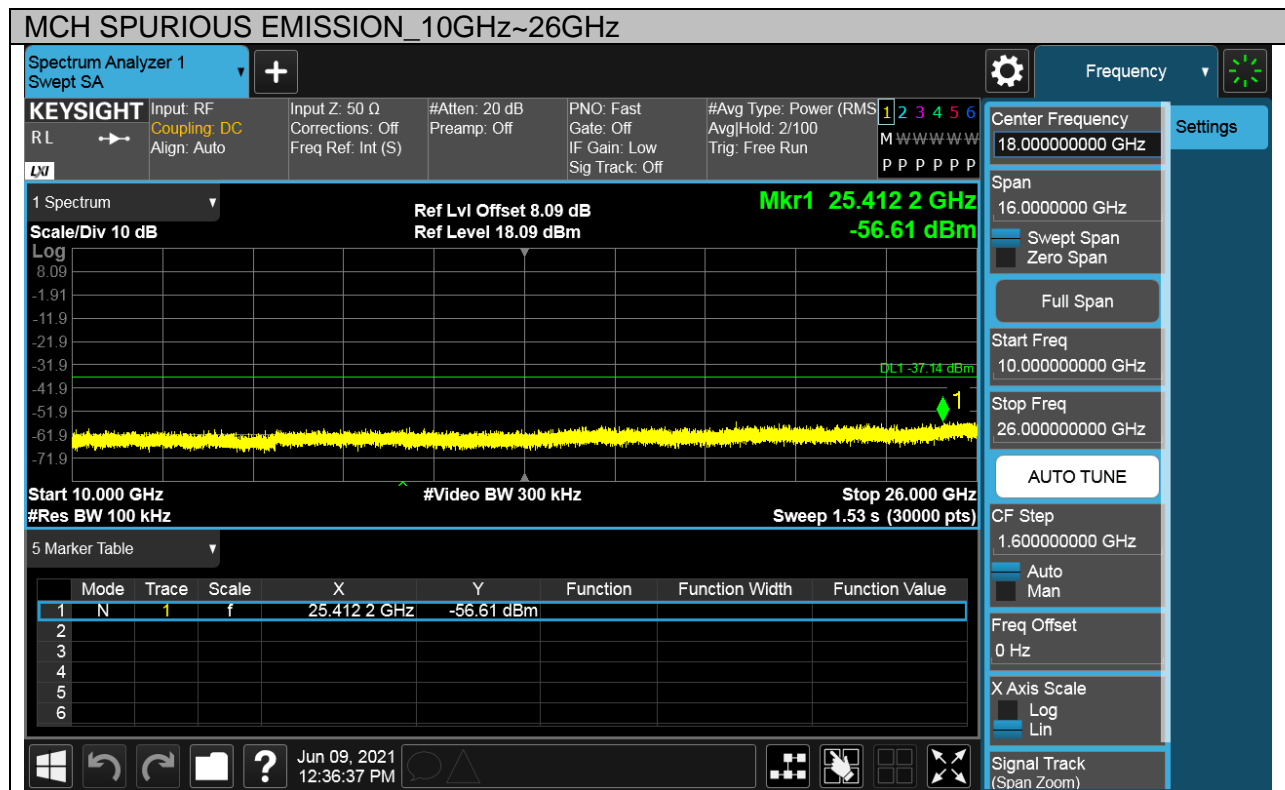 MCH SPURIOUS EMISSION_10GHz~26GHz
Spectrum Analyzer 1
Swept SA
+
Frequency
KEYSIGHT
RL
LXI
Input: RF
Coupling: DC
Align: Auto
Input Z: 50 Ω
Corrections: Off
Freq Ref: Int (S)
#Atten: 20 dB
Preamp: Off
PNO: Fast
Gate: Off
IF Gain: Low
Sig Track: Off
#Avg Type: Power (RMS
Avg|Hold: 2/100
Trig: Free Run
1 2 3 4 5 6
M W W W W W
P P P P P P
1 Spectrum
Scale/Div 10 dB
Ref Lvl Offset 8.09 dB
Ref Level 18.09 dBm
Mkr1 25.412 2 GHz
-56.61 dBm
Log
8.09
-1.91
-11.9
-21.9
-31.9
-41.9
-51.9
-61.9
-71.9
DL1 -37.14 dBm
1
Start 10.000 GHz
#Video BW 300 kHz
Stop 26.000 GHz
#Res BW 100 kHz
Sweep 1.53 s (30000 pts)
5 Marker Table
Mode Trace Scale X Y Function Function Width Function Value
1 N 1 f 25.412 2 GHz -56.61 dBm
2
3
4
5
6
?
Jun 09, 2021
12:36:37 PM
Center Frequency
18.000000000 GHz
Span
16.0000000 GHz
Swept Span
Zero Span
Full Span
Start Freq
10.000000000 GHz
Stop Freq
26.000000000 GHz
AUTO TUNE
CF Step
1.600000000 GHz
Auto
Man
Freq Offset
0 Hz
X Axis Scale
Log
Lin
Signal Track
(Span Zoom)
Settings